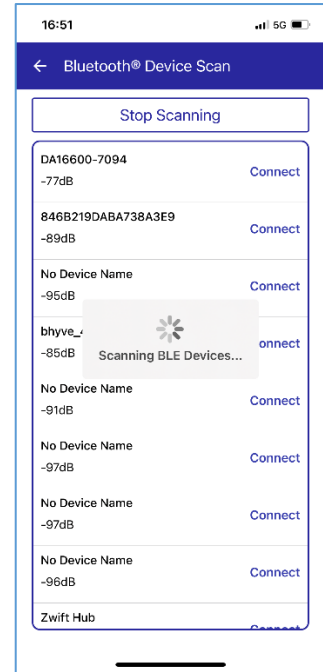 16:51 5G
Bluetooth® Device Scan
Stop Scanning
DA16600-7094
Connect
-77dB
846B219DABA738A3E9
Connect
-89dB
No Device Name
Connect
-95dB
bhyve_
-85dB
Scanning BLE Devices...
No Device Name
Connect
-91dB
No Device Name
Connect
-97dB
No Device Name
Connect
-97dB
No Device Name
Connect
-96dB
Zwift Hub
Connect